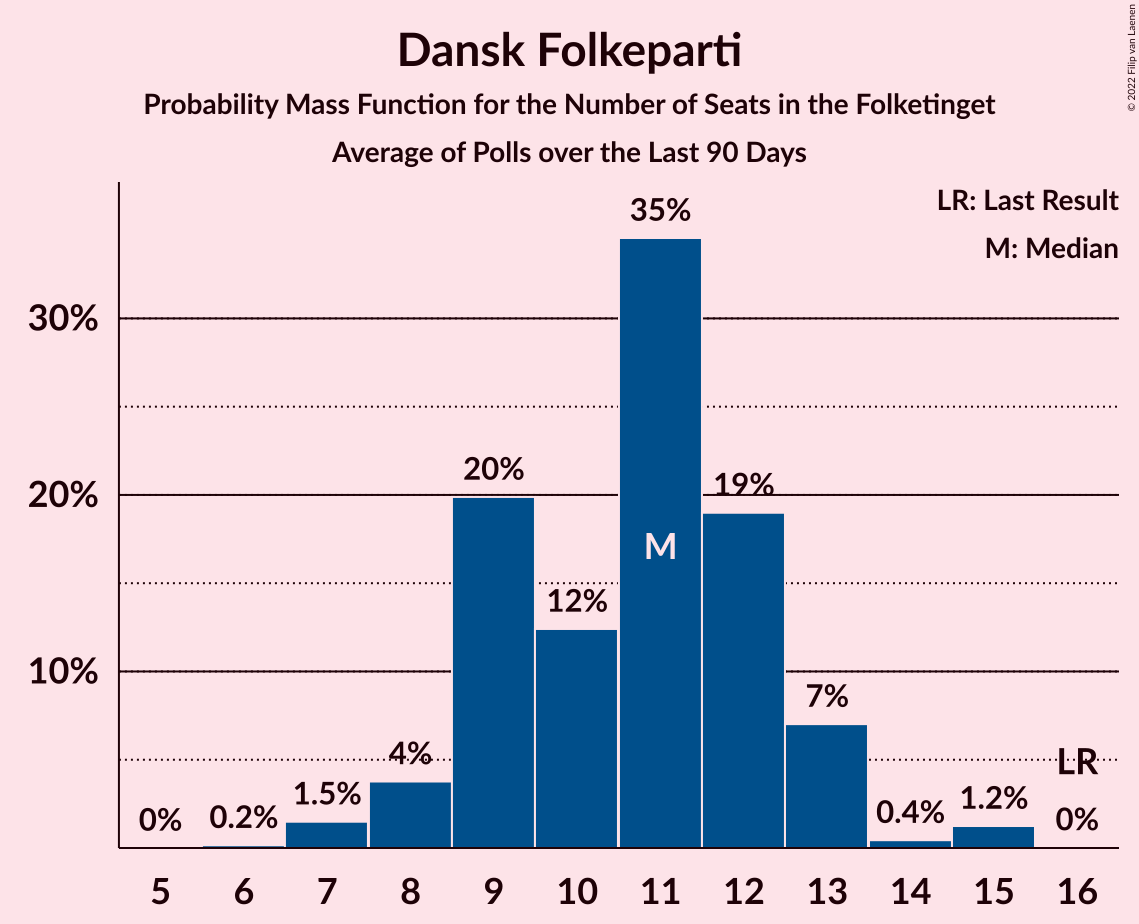 Dansk Folkeparti
Probability Mass Function for the Number of Seats in the Folketinget
Average of Polls over the Last 90 Days
© 2022 Filip van Laenen
LR: Last Result
M: Median
35%
30%
20%
19%
20%
M
12%
10%
7%
4%
LR
1.5%
1.2%
0%
0.2%
0.4%
0%
5 6 7 8 9 10 11 12 13 14 15 16